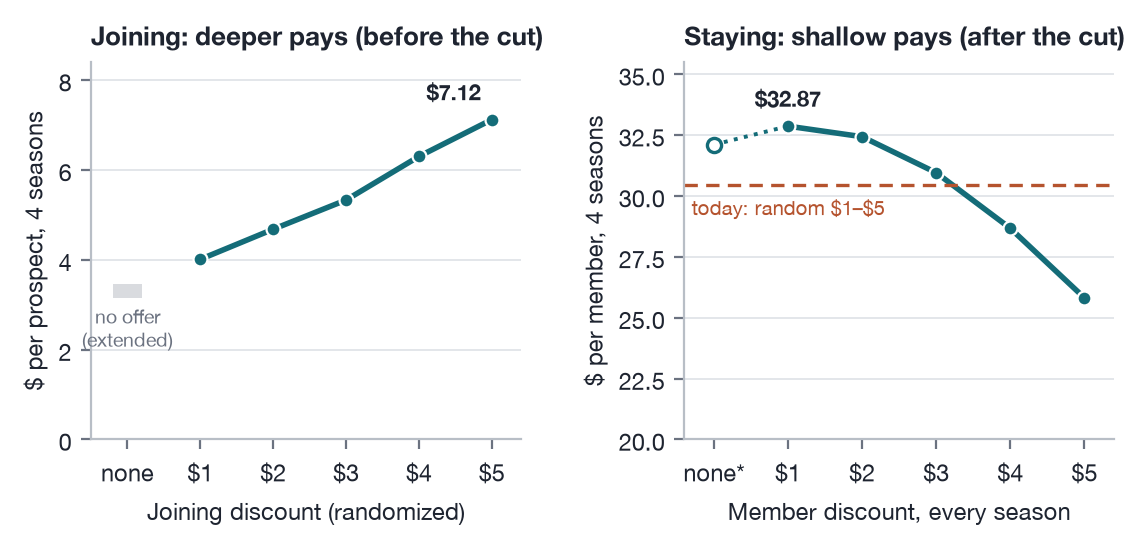 Joining: deeper pays (before the cut)
$ per prospect, 4 seasons
8
6
4
2
0
$7.12
no offer
(extended)
none $1 $2 $3 $4 $5
Joining discount (randomized)
Staying: shallow pays (after the cut)
$ per member, 4 seasons
35.0
32.5
30.0
27.5
25.0
22.5
20.0
$32.87
today: random $1–$5
none* $1 $2 $3 $4 $5
Member discount, every season